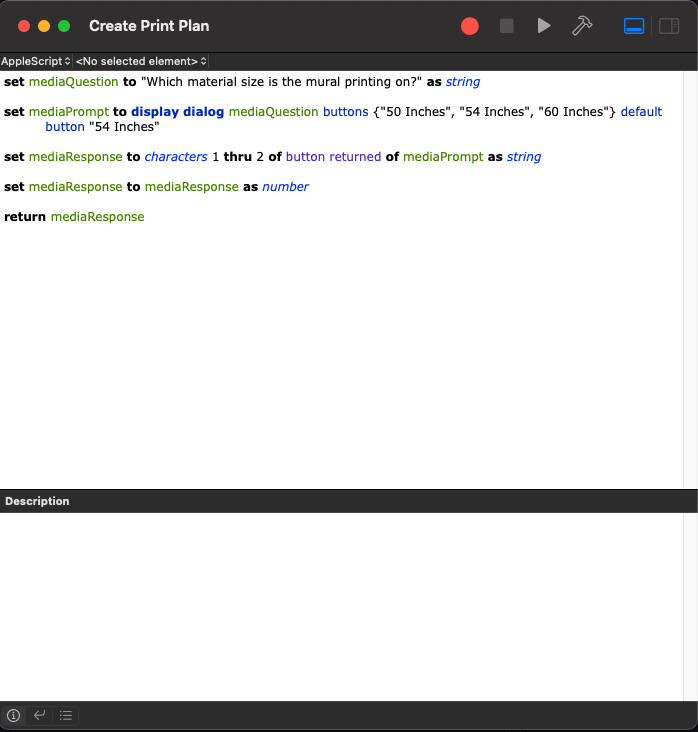 Create Print Plan
AppleScript <No selected element>
set mediaQuestion to "Which material size is the mural printing on?" as string
set mediaPrompt to display dialog mediaQuestion buttons {"50 Inches", "54 Inches", "60 Inches"} default
button "54 Inches"
set mediaResponse to characters 1 thru 2 of button returned of mediaPrompt as string
set mediaResponse to mediaResponse as number
return mediaResponse
Description